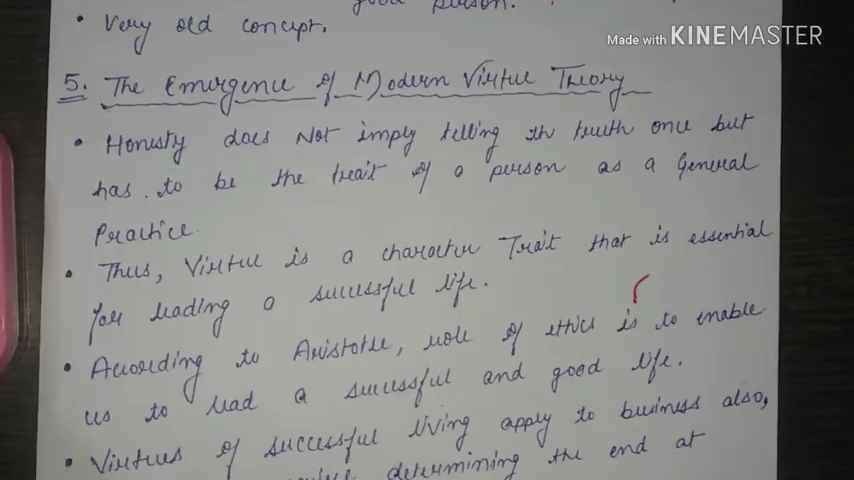 good person.
• Very old concept.
Made with KINEMASTER
5. The Emergence of Modern Virtue Theory
• Honesty does Not imply telling th truth once but
has to be the trait of a person as a General
Practice.
• Thus, Virtue is a character Trait that is essential
for leading a successful life.
• According to Aristotle, role of ethics is to enable
us to lead a successful and good life.
• Virtues of successful living apply to business also,
determining the end at